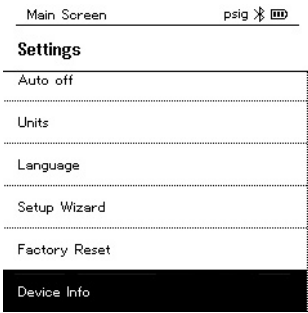 Main Screen psig
Settings
Auto off
Units
Language
Setup Wizard
Factory Reset
Device Info